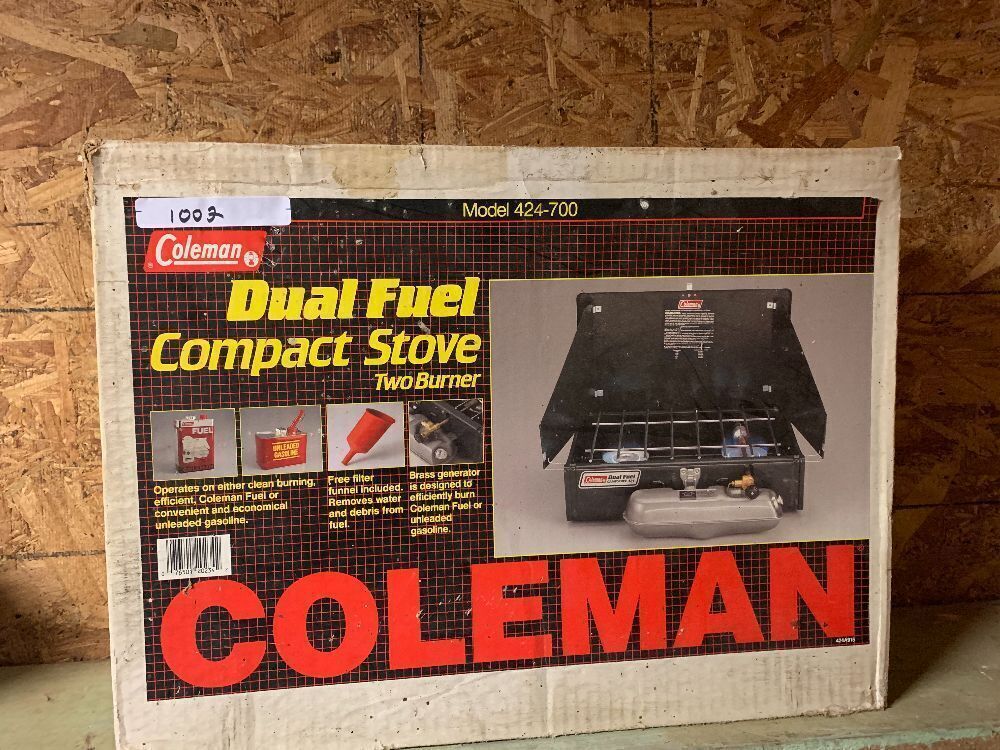 1002
Model 424-700
Coleman
Dual Fuel
Compact Stove
Two Burner
FUEL
UNLEADED
GASOLINE
Operates on either clean burning,
efficient, Coleman Fuel or
convenient and economical
unleaded gasoline.
Free filter
funnel included.
Removes water
and debris from
fuel.
Brass generator
is designed to
efficiently burn
Coleman Fuel or
unleaded
gasoline.
Coleman
Coleman Dual Fuel
COLEMAN